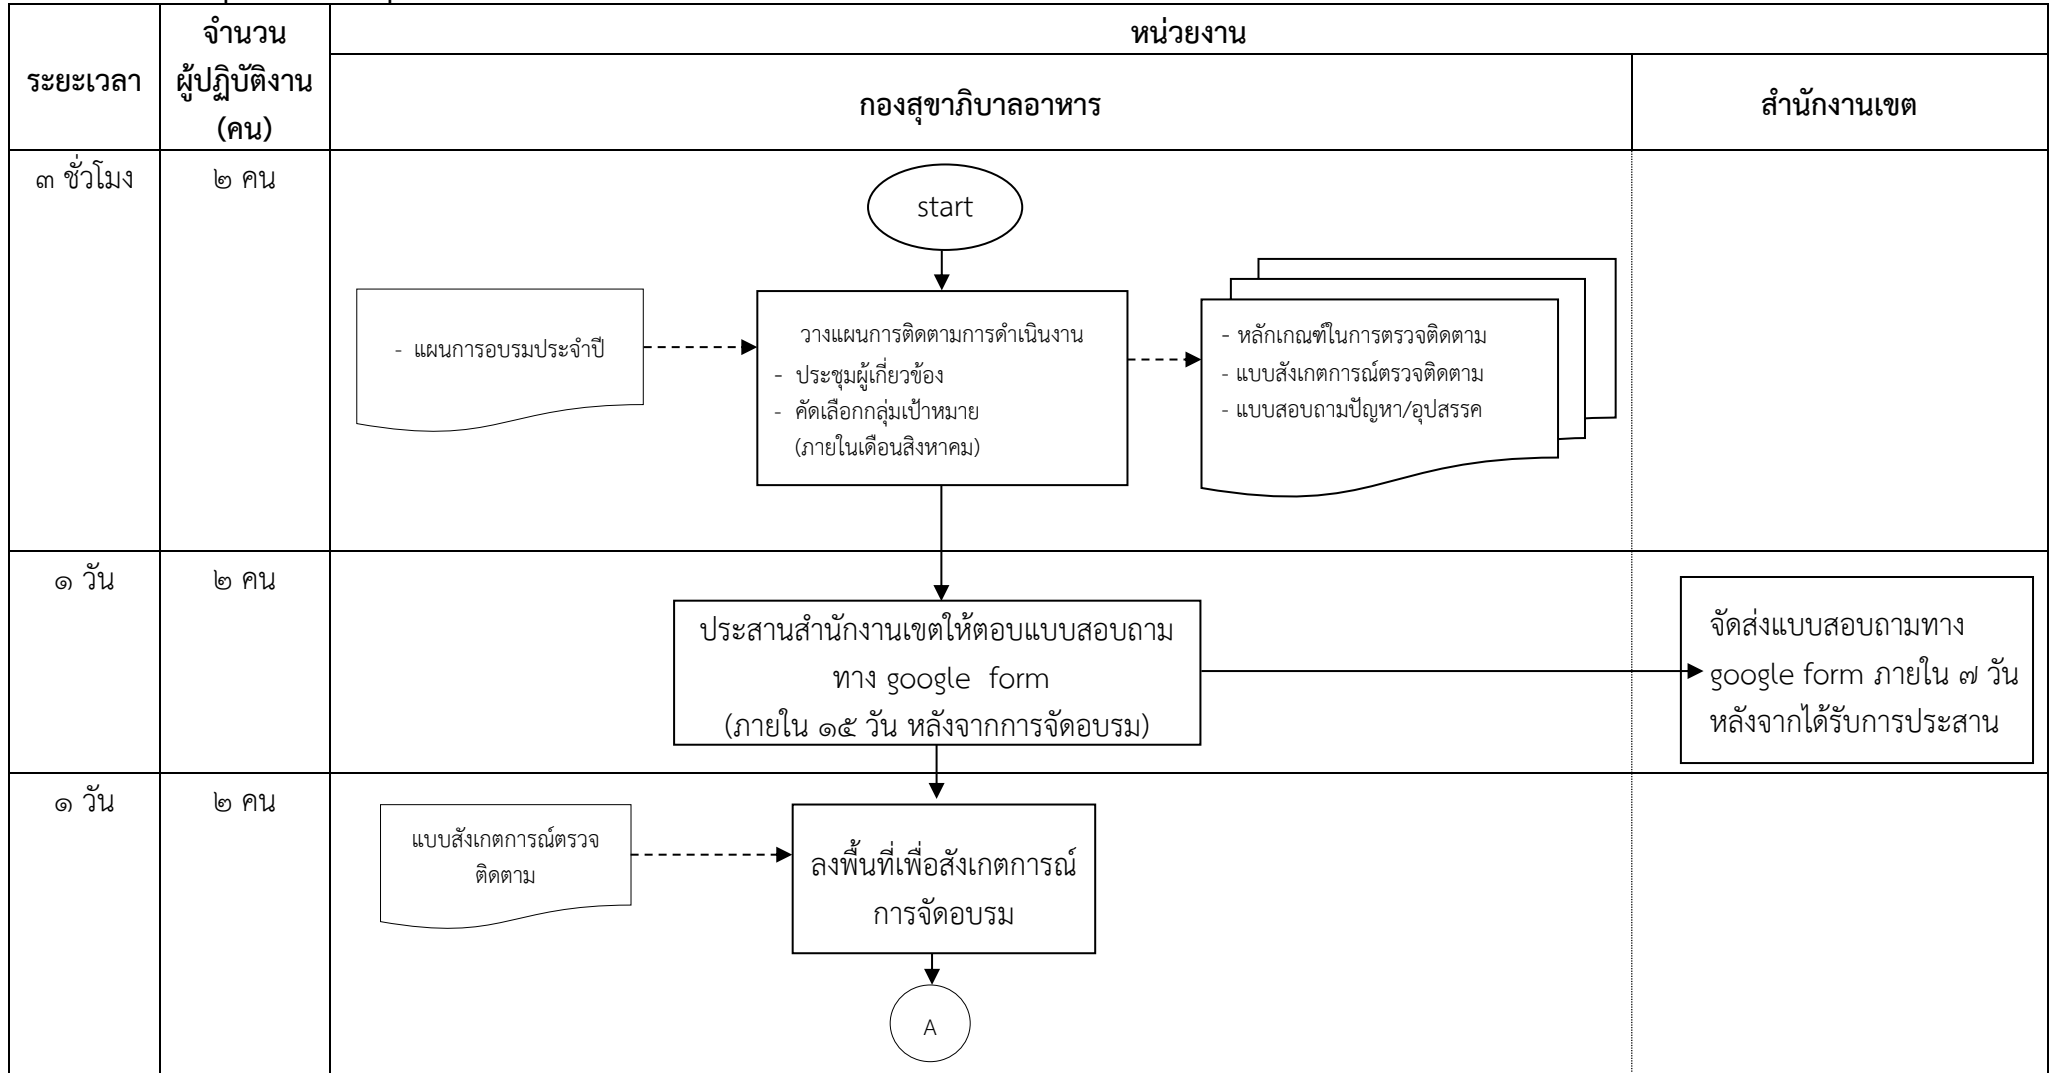 ระยะเวลา
จำนวน
ผู้ปฏิบัติงาน
(คน)
หน่วยงาน
กองสุขาภิบาลอาหาร
สำนักงานเขต
๓ ชั่วโมง
๒ คน
start
- แผนการอบรมประจำปี
วางแผนการติดตามการดำเนินงาน
- ประชุมผู้เกี่ยวข้อง
- คัดเลือกกลุ่มเป้าหมาย
(ภายในเดือนสิงหาคม)
- หลักเกณฑ์ในการตรวจติดตาม
- แบบสังเกตการณ์ตรวจติดตาม
- แบบสอบถามปัญหา/อุปสรรค
๑ วัน
๒ คน
ประสานสำนักงานเขตให้ตอบแบบสอบถาม
ทาง google form
(ภายใน ๑๕ วัน หลังจากการจัดอบรม)
จัดส่งแบบสอบถามทาง
google form ภายใน ๗ วัน
หลังจากได้รับการประสาน
๑ วัน
๒ คน
แบบสังเกตการณ์ตรวจ
ติดตาม
ลงพื้นที่เพื่อสังเกตการณ์
การจัดอบรม
A